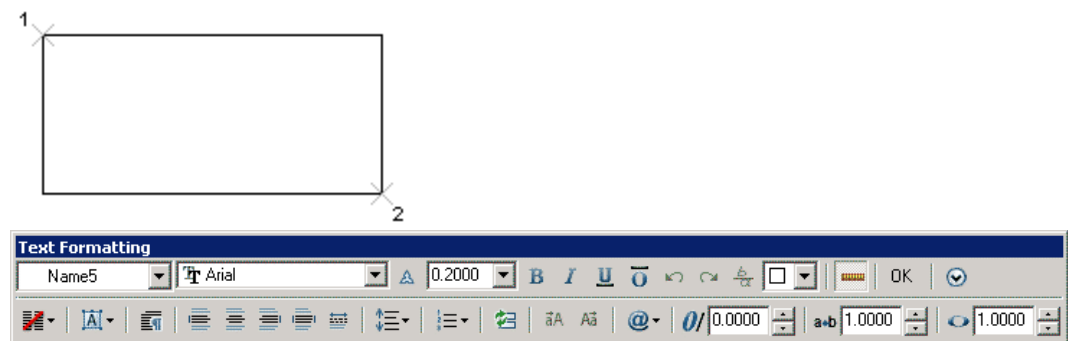 1
2
Text Formatting
Name5 Arial 0.2000 B I U O OK
A @ 0/ 0.0000 a•b 1.0000 1.0000